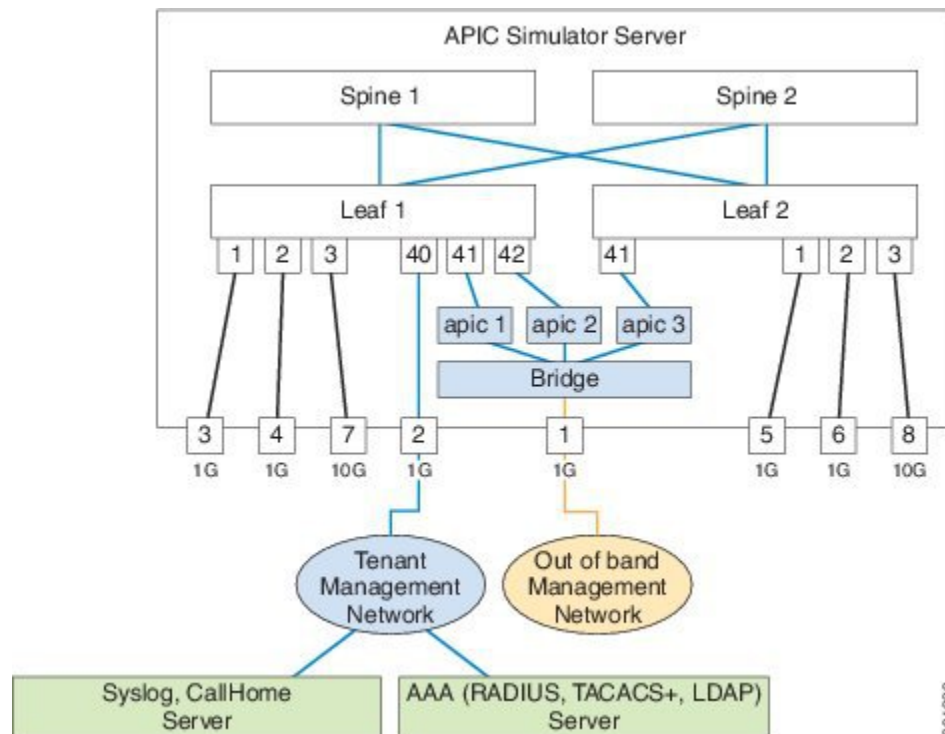 APIC Simulator Server
Spine 1
Spine 2
Leaf 1
Leaf 2
1 2 3 40 41 42 41 1 2 3
apic 1 apic 2 apic 3
Bridge
3 4 7 2 1 5 6 8
1G 1G 10G 1G 1G 1G 1G 10G
Tenant
Management
Network
Out of band
Management
Network
Syslog, CallHome
Server
AAA (RADIUS, TACACS+, LDAP)
Server